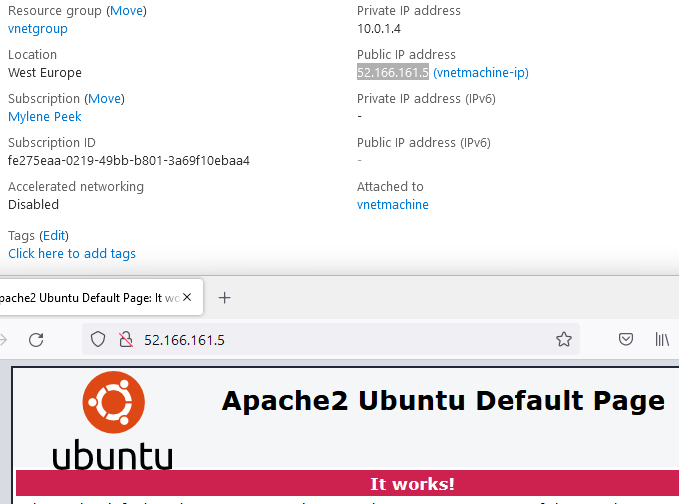 Resource group (Move)
vnetgroup
Location
West Europe
Subscription (Move)
Mylene Peek
Subscription ID
fe275eaa-0219-49bb-b801-3a69f10ebaa4
Accelerated networking
Disabled
Private IP address
10.0.1.4
Public IP address
52.166.161.5 (vnetmachine-ip)
Private IP address (IPv6)
-
Public IP address (IPv6)
-
Attached to
vnetmachine
Tags (Edit)
Click here to add tags
pache2 Ubuntu Default Page: It wo
52.166.161.5
ubuntu
Apache2 Ubuntu Default Page
It works!